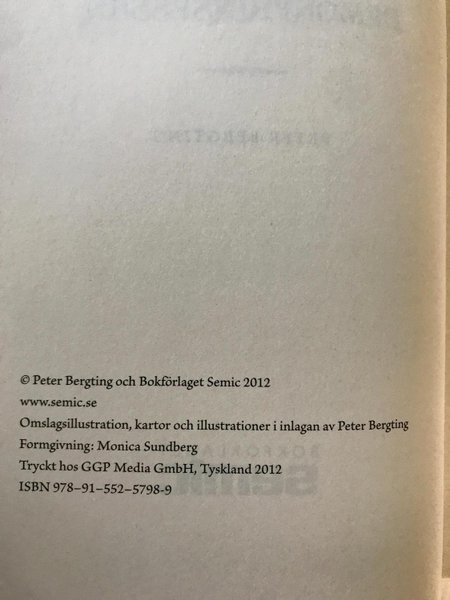 © Peter Bergting och Bokförlaget Semic 2012
www.semic.se
Omslagsillustration, kartor och illustrationer i inlagan av Peter Bergting
Formgivning: Monica Sundberg
Tryckt hos GGP Media GmbH, Tyskland 2012
ISBN 978–91–552–5798-9